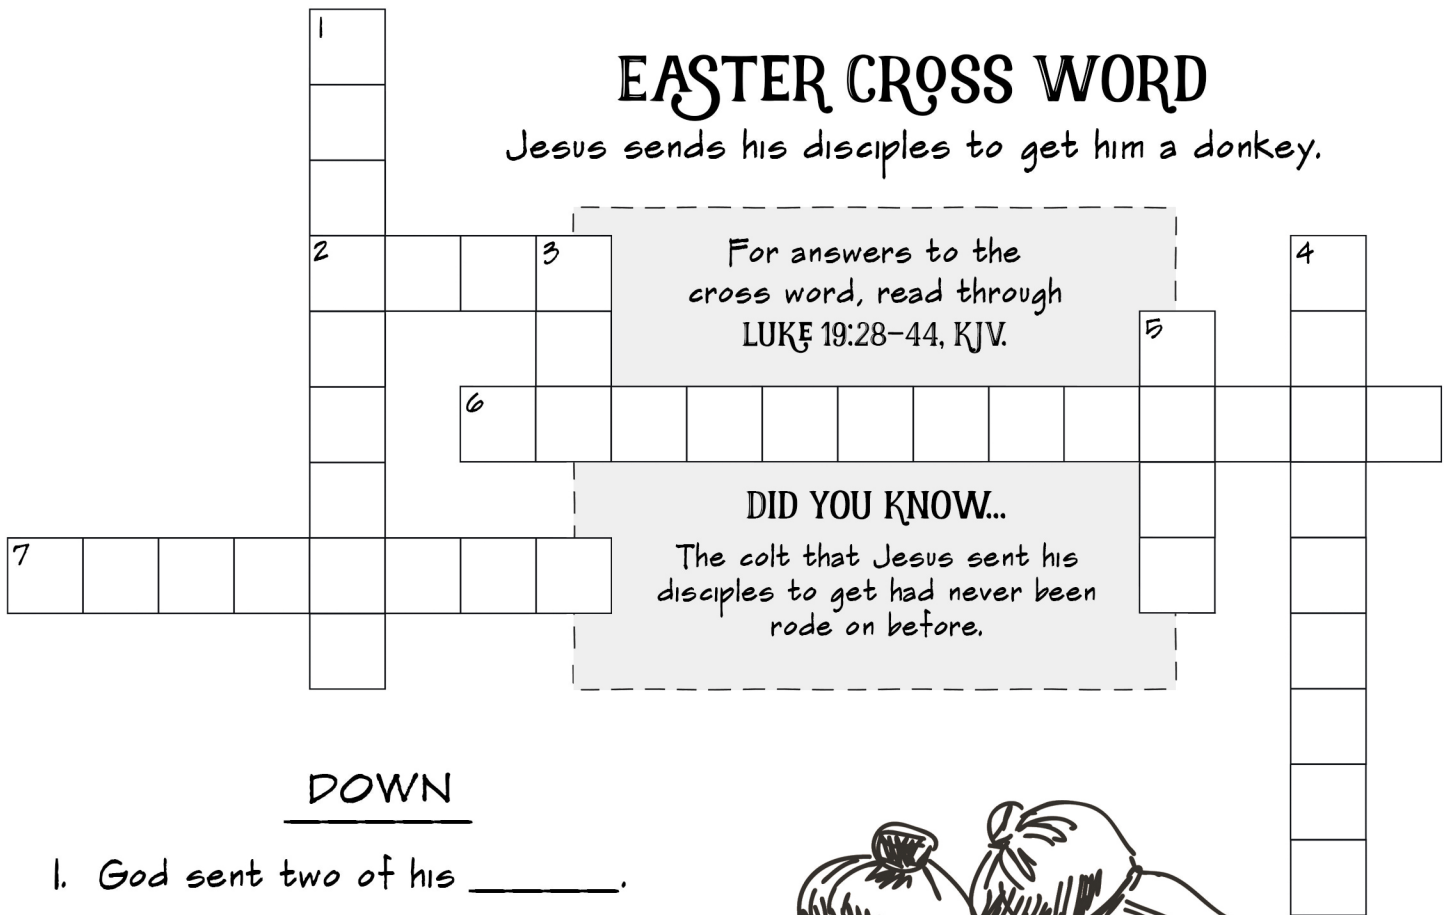 1
EASTER CROSS WORD
Jesus sends his disciples to get him a donkey.
2
3
For answers to the
cross word, read through
LUKE 19:28-44, KJV.
4
5
6
DID YOU KNOW...
The colt that Jesus sent his
disciples to get had never been
rode on before.
7
DOWN
1. God sent two of his ______.